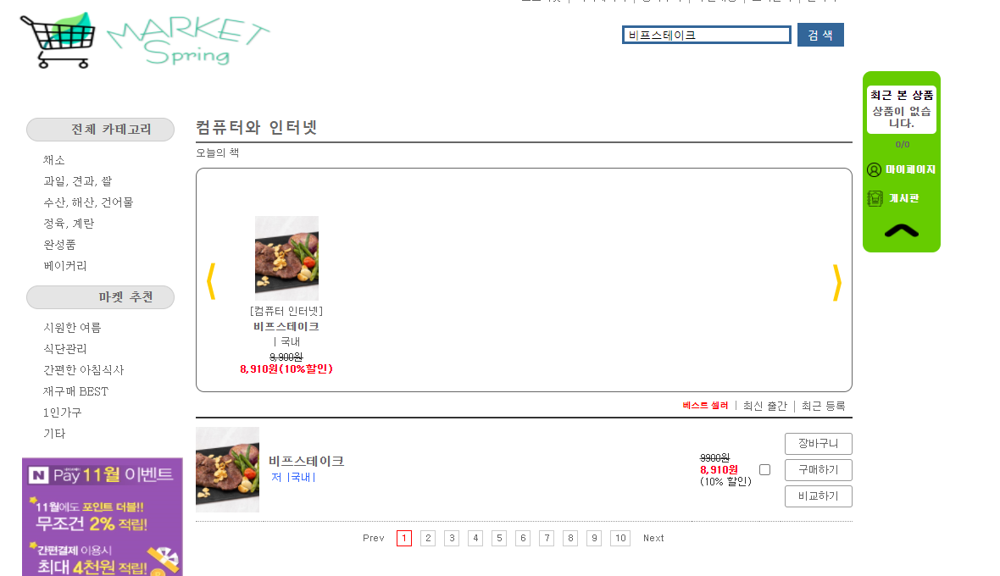 MARKET
Spring
비프스테이크
검 색
최근 본 상품
상품이 없습
니다.
0/0
마이페이지
게시판
전체 카테고리
채소
과일, 견과, 쌀
수산, 해산, 건어물
정육, 계란
완성품
베이커리
마켓 추천
시원한 여름
식단관리
간편한 아침식사
재구매 BEST
1인가구
기타
N Pay 11월 이벤트
11월에도 포인트 더블!!
무조건 2% 적립!
간편결제 이용시
최대 4천원 적립!
컴퓨터와 인터넷
오늘의 책
[컴퓨터 인터넷]
비프스테이크
| 국내
9,900원
8,910원(10%할인)
베스트 셀러 | 최신 출간 | 최근 등록
비프스테이크
저 |국내|
9900원
8,910원
(10% 할인)
장바구니
구매하기
비교하기
Prev 1 2 3 4 5 6 7 8 9 10 Next